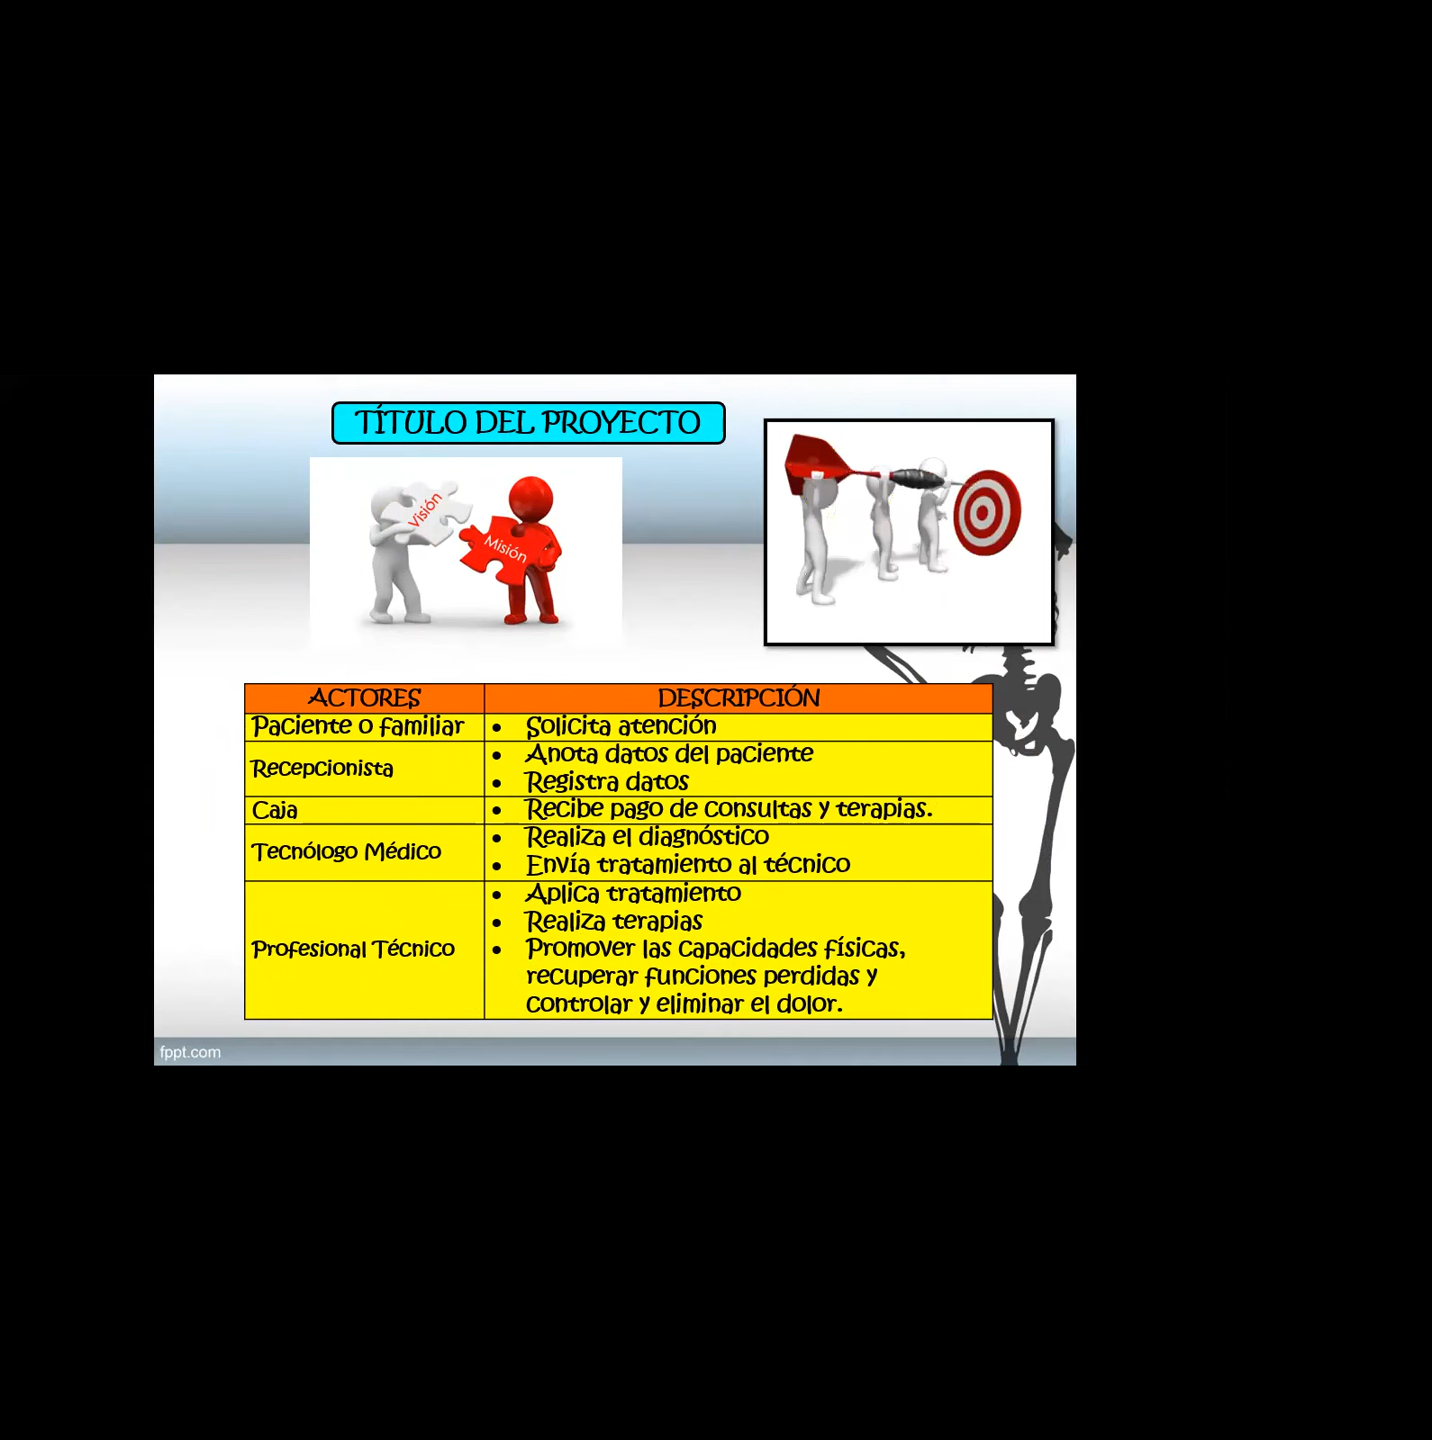 TÍTULO DEL PROYECTO
Visión
Misión
ACTORES DESCRIPCIÓN
Paciente o familiar • Solicita atención
Recepcionista • Anota datos del paciente
• Registra datos
Caja • Recibe pago de consultas y terapias.
Tecnólogo Médico • Realiza el diagnóstico
• Envía tratamiento al técnico
Profesional Técnico • Aplica tratamiento
• Realiza terapias
• Promover las capacidades físicas,
recuperar funciones perdidas y
controlar y eliminar el dolor.
fppt.com